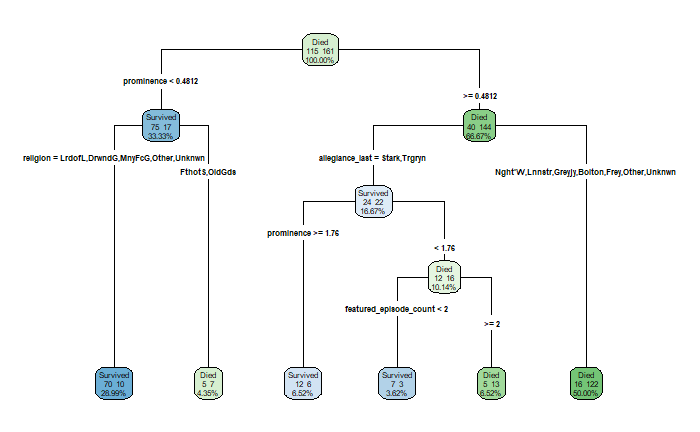 Died
115 161
100.00%
prominence < 0.4812
>= 0.4812
Survived
75 17
33.33%
Died
40 144
66.67%
religion = LrdofL,DrwndG,MnyFcG,Other,Unknwn
FthotS,OldGds
allegiance_last = Stark,Trgryn
Nght'W,Lnnstr,Greyjy,Bolton,Frey,Other,Unknwn
Survived
24 22
16.67%
prominence >= 1.76
< 1.76
Died
12 16
10.14%
featured_episode_count < 2
>= 2
Survived
70 10
28.99%
Died
5 7
4.35%
Survived
12 6
6.52%
Survived
7 3
3.62%
Died
5 13
6.52%
Died
16 122
50.00%